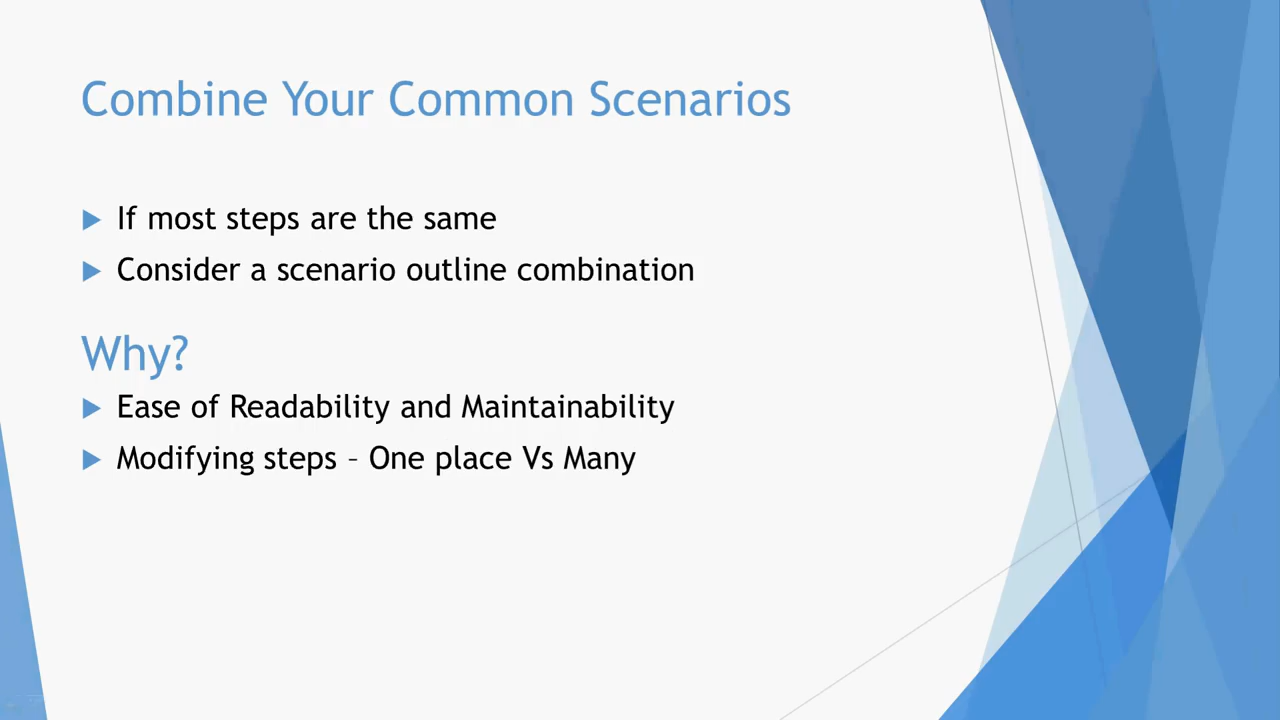 Combine Your Common Scenarios
If most steps are the same
Consider a scenario outline combination
Why?
Ease of Readability and Maintainability
Modifying steps – One place Vs Many